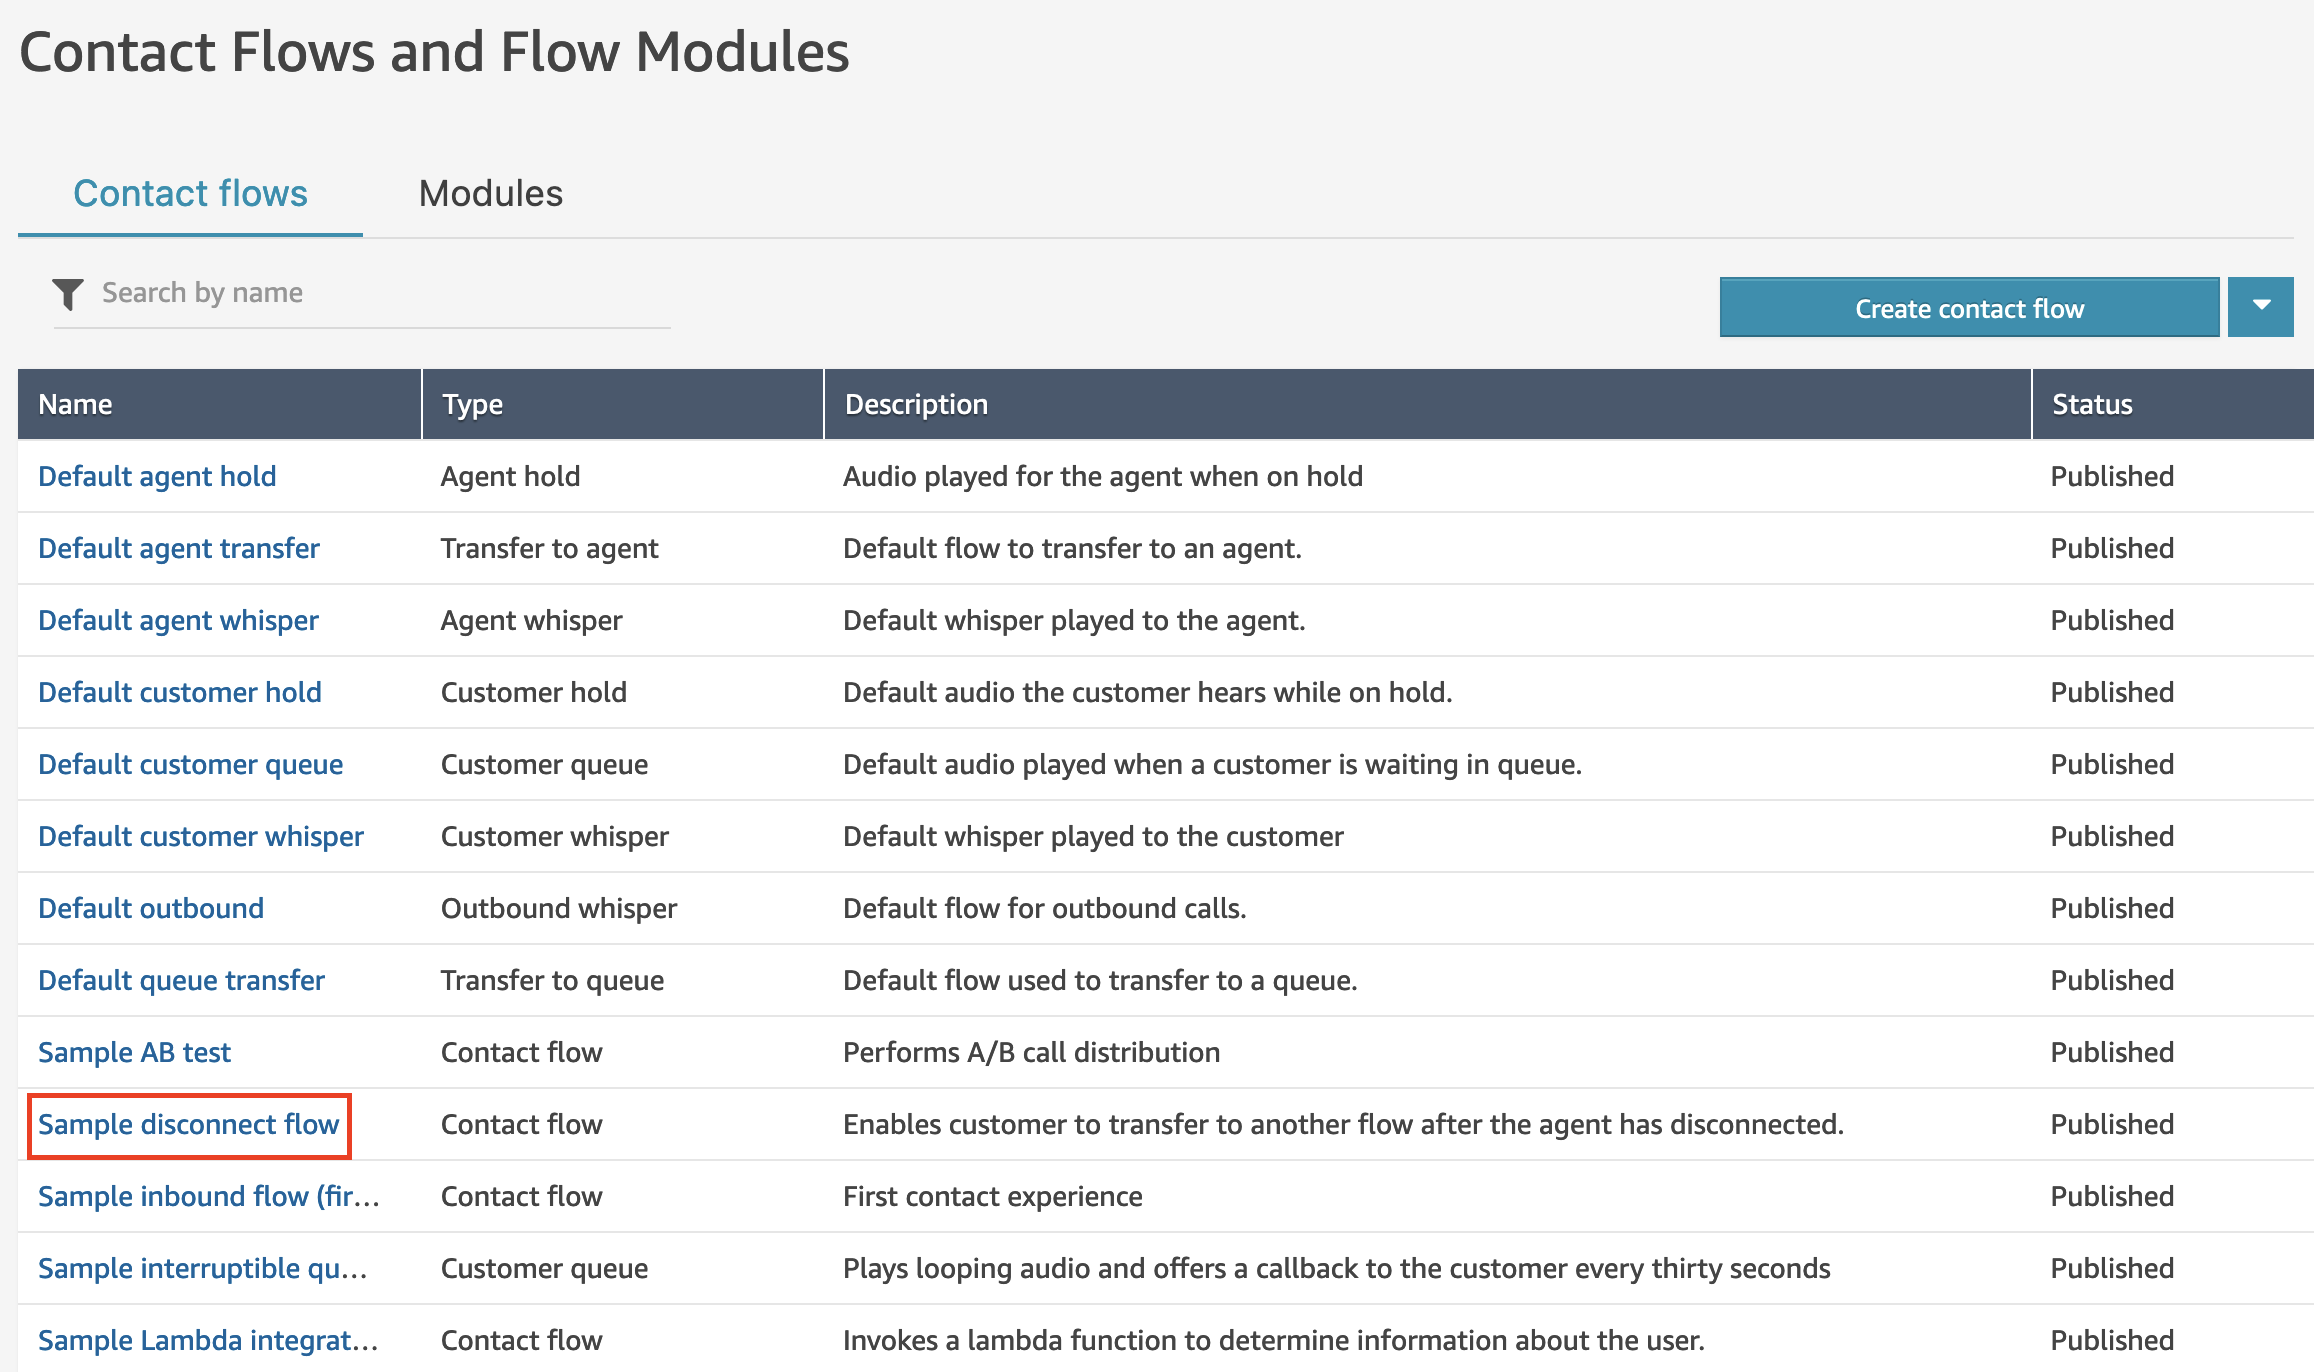 Contact Flows and Flow Modules
Contact flows Modules
Search by name
Create contact flow
Name Type Description Status
Default agent hold Agent hold Audio played for the agent when on hold Published
Default agent transfer Transfer to agent Default flow to transfer to an agent. Published
Default agent whisper Agent whisper Default whisper played to the agent. Published
Default customer hold Customer hold Default audio the customer hears while on hold. Published
Default customer queue Customer queue Default audio played when a customer is waiting in queue. Published
Default customer whisper Customer whisper Default whisper played to the customer Published
Default outbound Outbound whisper Default flow for outbound calls. Published
Default queue transfer Transfer to queue Default flow used to transfer to a queue. Published
Sample AB test Contact flow Performs A/B call distribution Published
Sample disconnect flow Contact flow Enables customer to transfer to another flow after the agent has disconnected. Published
Sample inbound flow (fir... Contact flow First contact experience Published
Sample interruptible qu... Customer queue Plays looping audio and offers a callback to the customer every thirty seconds Published
Sample Lambda integrat... Contact flow Invokes a lambda function to determine information about the user. Published